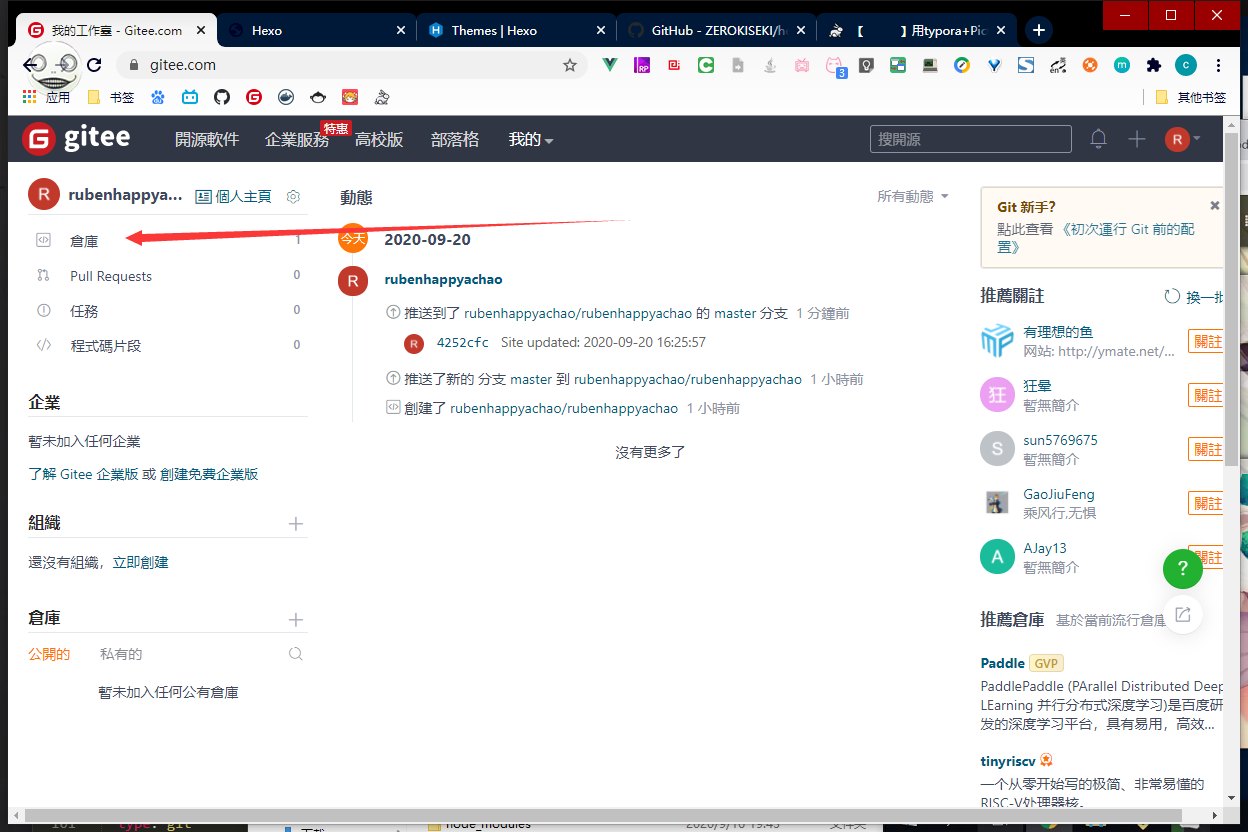 我的工作臺 - Gitee.com
Hexo
Themes | Hexo
GitHub - ZEROKISEKI/h
【 】用typora+Pic
gitee.com
应用
书签
其他书签
gitee
開源軟件
企業服務
特惠
高校版
部落格
我的
搜開源
R
R
rubenhappya...
個人主頁
倉庫
1
Pull Requests
0
任務
0
程式碼片段
0
企業
暫未加入任何企業
了解 Gitee 企業版 或 創建免費企業版
組織
還沒有組織，立即創建
倉庫
公開的
私有的
暫未加入任何公有倉庫
動態
所有動態
今天
2020-09-20
R
rubenhappyachao
推送到了 rubenhappyachao/rubenhappyachao 的 master 分支 1 分鐘前
R
4252cfc Site updated: 2020-09-20 16:25:57
推送了新的 分支 master 到 rubenhappyachao/rubenhappyachao 1 小時前
創建了 rubenhappyachao/rubenhappyachao 1 小時前
沒有更多了
Git 新手?
點此查看 《初次運行 Git 前的配
置》
推薦關註
换一批
有理想的鱼
网站: http://ymate.net/...
關註
狂
狂暈
暫無簡介
關註
S
sun5769675
暫無簡介
關註
GaoJiuFeng
乘风行,无惧
關註
A
AJay13
暫無簡介
關註
?
推薦倉庫
基於當前流行倉庫
Paddle
GVP
PaddlePaddle (PArallel Distributed Deep
LEarning 并行分布式深度学习)是百度研
发的深度学习平台，具有易用，高效...
tinyriscv
一个从零开始写的极简、非常易懂的
RISC-V处理器核。
type: git
node_modules